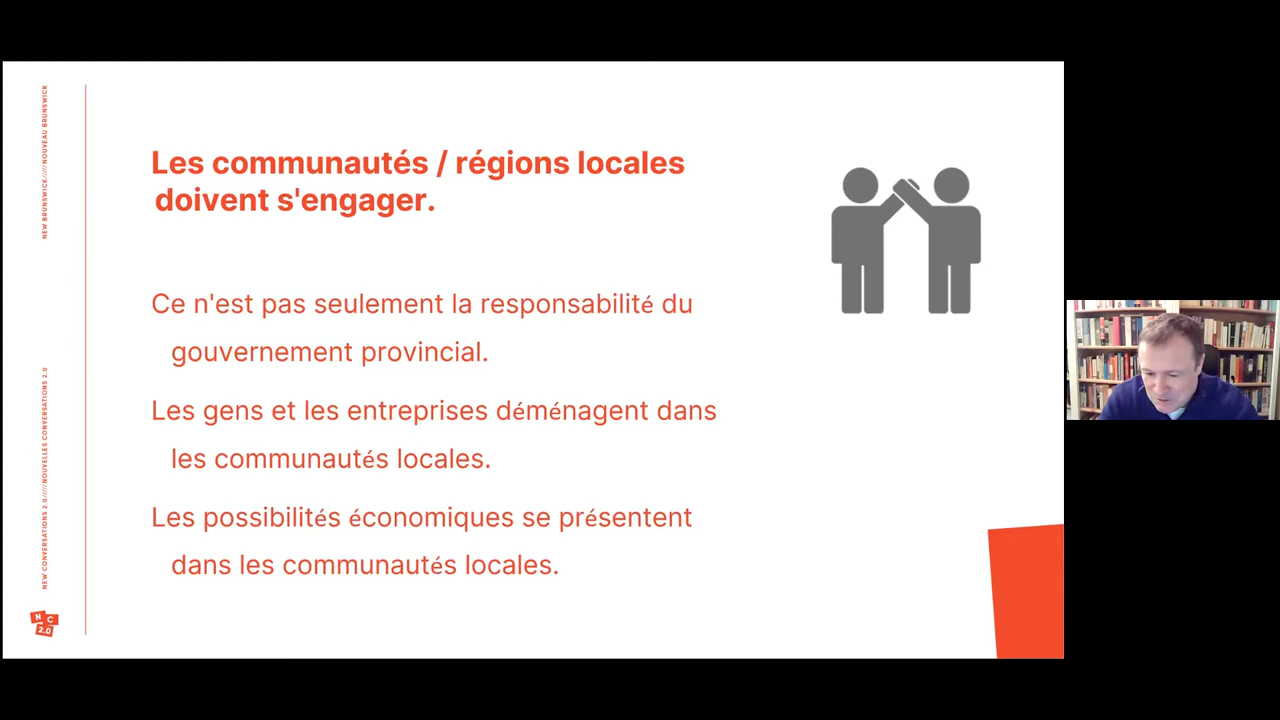 NEW BRUNSWICK////NOUVEAU BRUNSWICK
Les communautés / régions locales
doivent s'engager.
Ce n'est pas seulement la responsabilité du
gouvernement provincial.
Les gens et les entreprises déménagent dans
les communautés locales.
Les possibilités économiques se présentent
dans les communautés locales.
NEW CONVERSATIONS 2.0////NOUVELLES CONVERSATIONS 2.0
N C
2.0